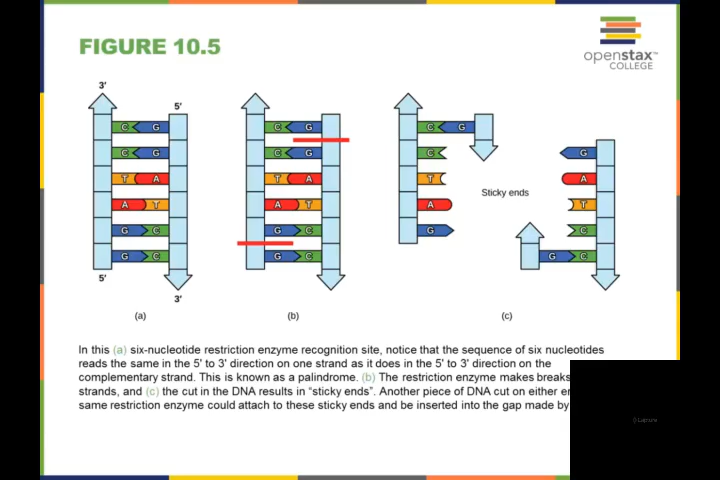 FIGURE 10.5
openstax™
COLLEGE
3' 5'
C G
C G
T A
A T
G C
G C
5' 3'
(a)
C G
C G
T A
A T
G C
G C
(b)
C G
C
T
A
G
Sticky ends
G
A
T
C
G C
(c)
In this (a) six-nucleotide restriction enzyme recognition site, notice that the sequence of six nucleotides
reads the same in the 5' to 3' direction on one strand as it does in the 5' to 3' direction on the
complementary strand. This is known as a palindrome. (b) The restriction enzyme makes breaks
strands, and (c) the cut in the DNA results in “sticky ends”. Another piece of DNA cut on either
same restriction enzyme could attach to these sticky ends and be inserted into the gap made by